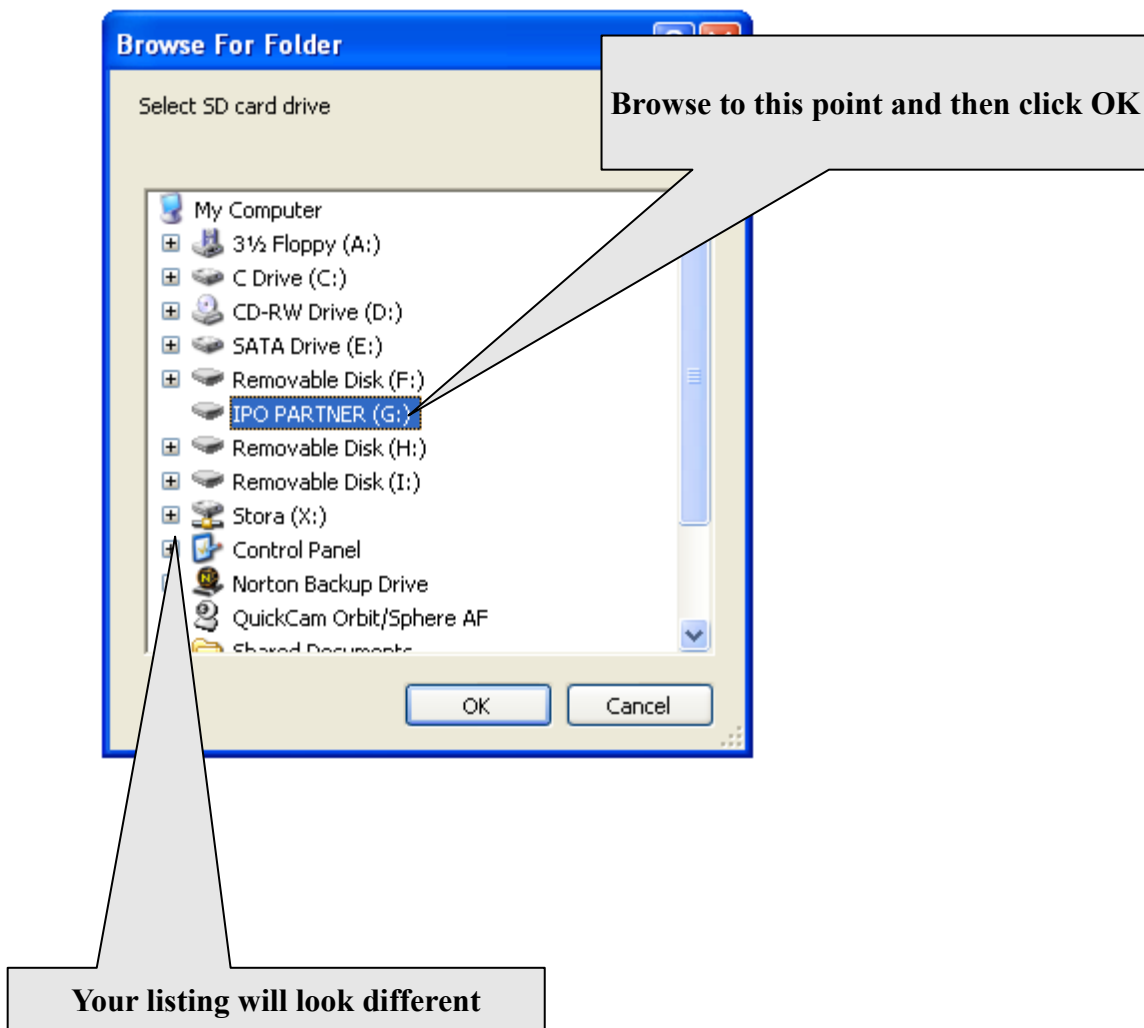 Browse For Folder
Browse to this point and then click OK
Select SD card drive
My Computer
3½ Floppy (A:)
C Drive (C:)
CD-RW Drive (D:)
SATA Drive (E:)
Removable Disk (F:)
IPO PARTNER (G:)
Removable Disk (H:)
Removable Disk (I:)
Stora (X:)
Control Panel
Norton Backup Drive
QuickCam Orbit/Sphere AF
Shared Documents
OK Cancel
Your listing will look different